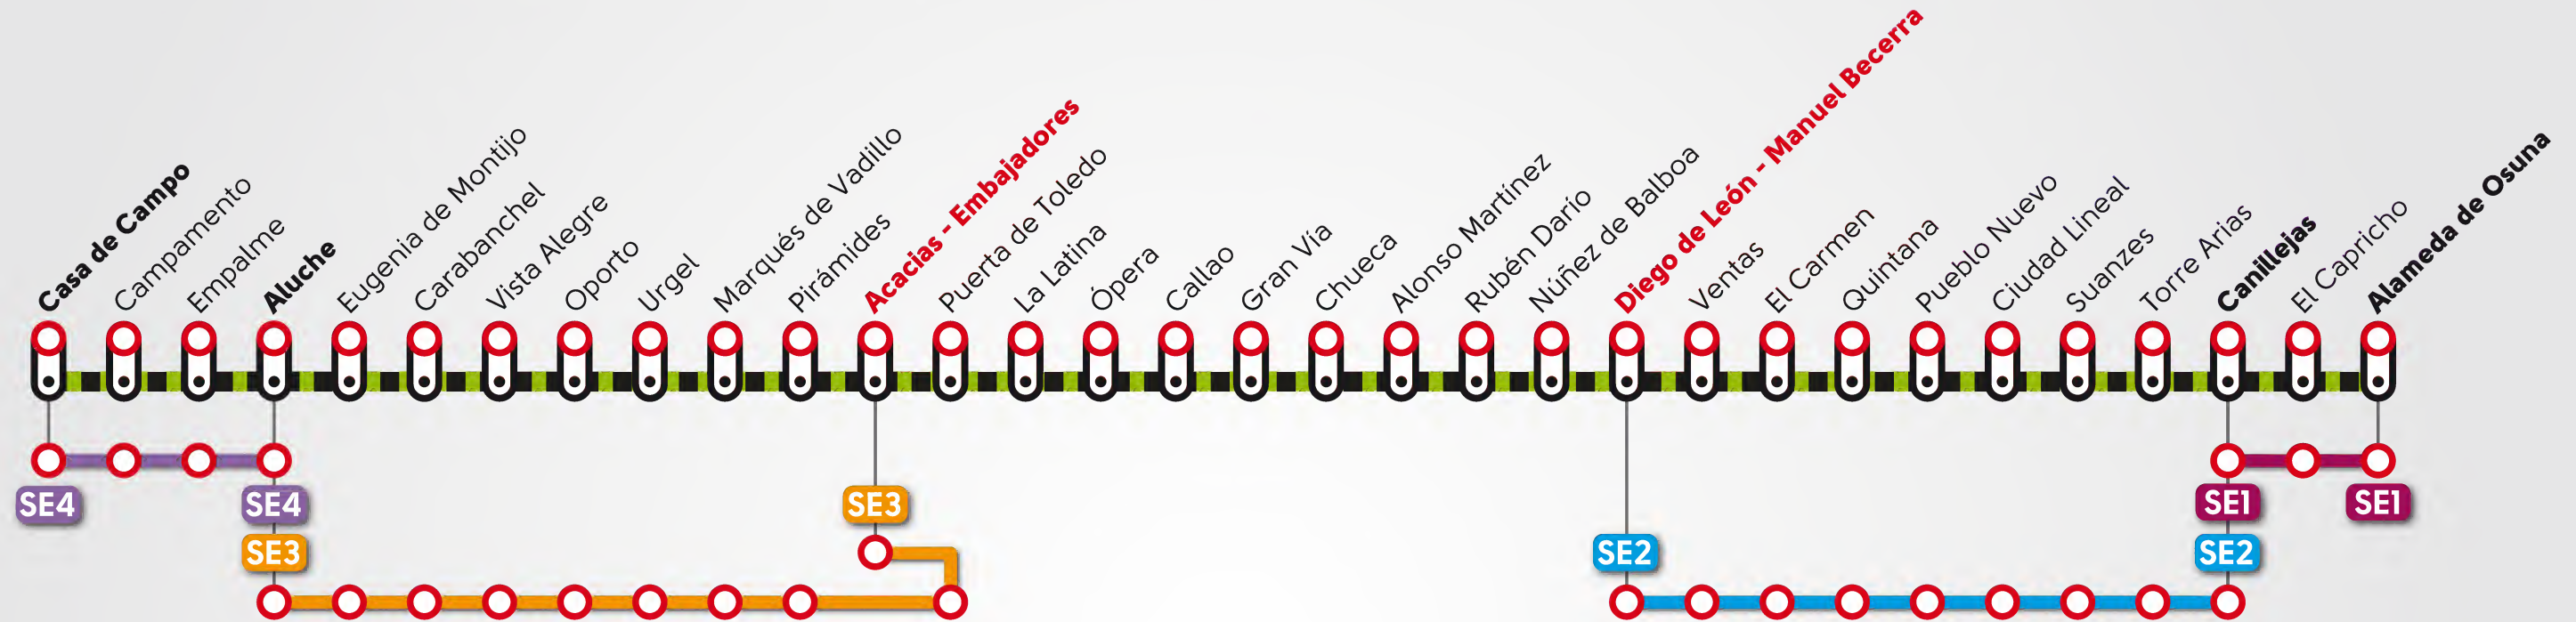 Casa de Campo
Campamento
Empalme
Aluche
Eugenia de Montijo
Carabanchel
Vista Alegre
Oporto
Urgel
Marqués de Vadillo
Pirámides
Acacias - Embajadores
Puerta de Toledo
La Latina
Ópera
Callao
Gran Vía
Chueca
Alonso Martínez
Rubén Darío
Núñez de Balboa
Diego de León - Manuel Becerra
Ventas
El Carmen
Quintana
Pueblo Nuevo
Ciudad Lineal
Suanzes
Torre Arias
Canillejas
El Capricho
Alameda de Osuna
SE4
SE4
SE3
SE1
SE1
SE3
SE2
SE2